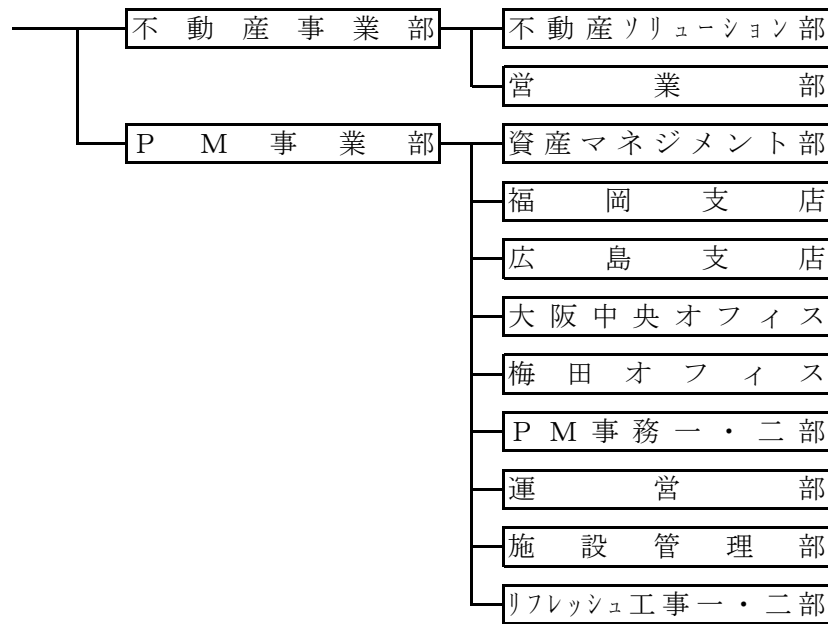 不動産事業部
不動産ソリューション部
営業部
PM事業部
資産マネジメント部
福岡支店
広島支店
大阪中央オフィス
梅田オフィス
PM事務一・二部
運営部
施設管理部
リフレッシュ工事一・二部